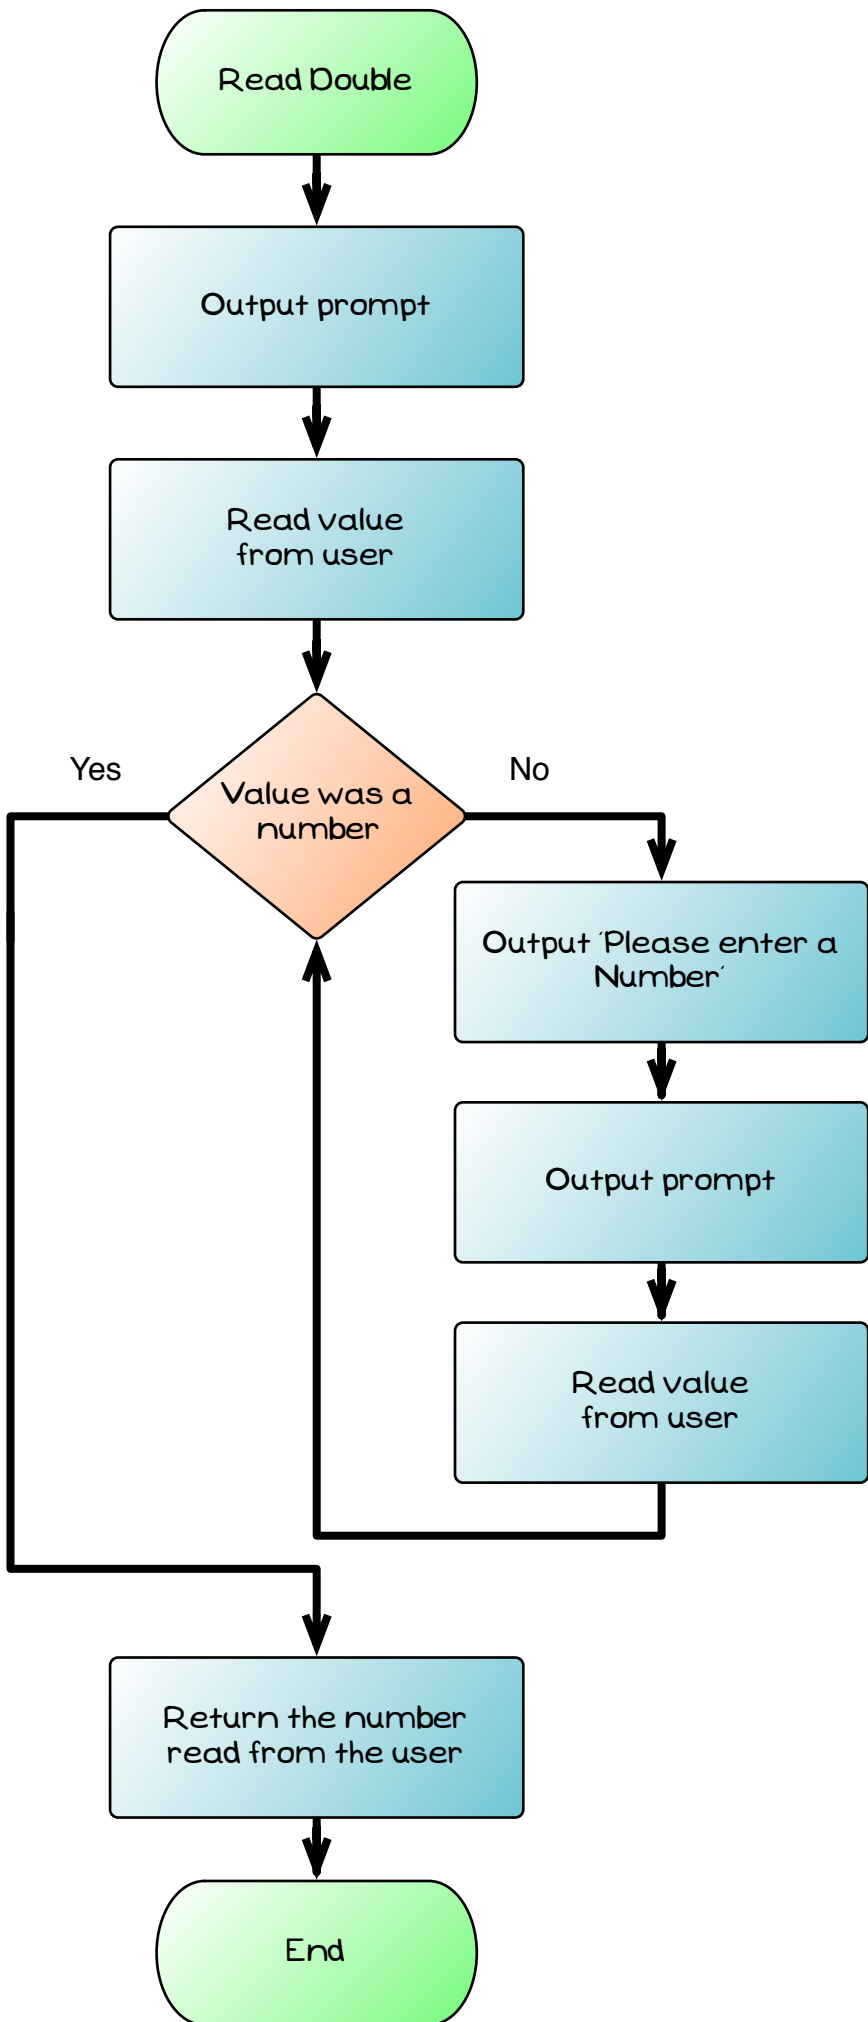 Read Double
Output prompt
Read value
from user
Yes
Value was a
number
No
Output 'Please enter a
Number'
Output prompt
Read value
from user
Return the number
read from the user
End